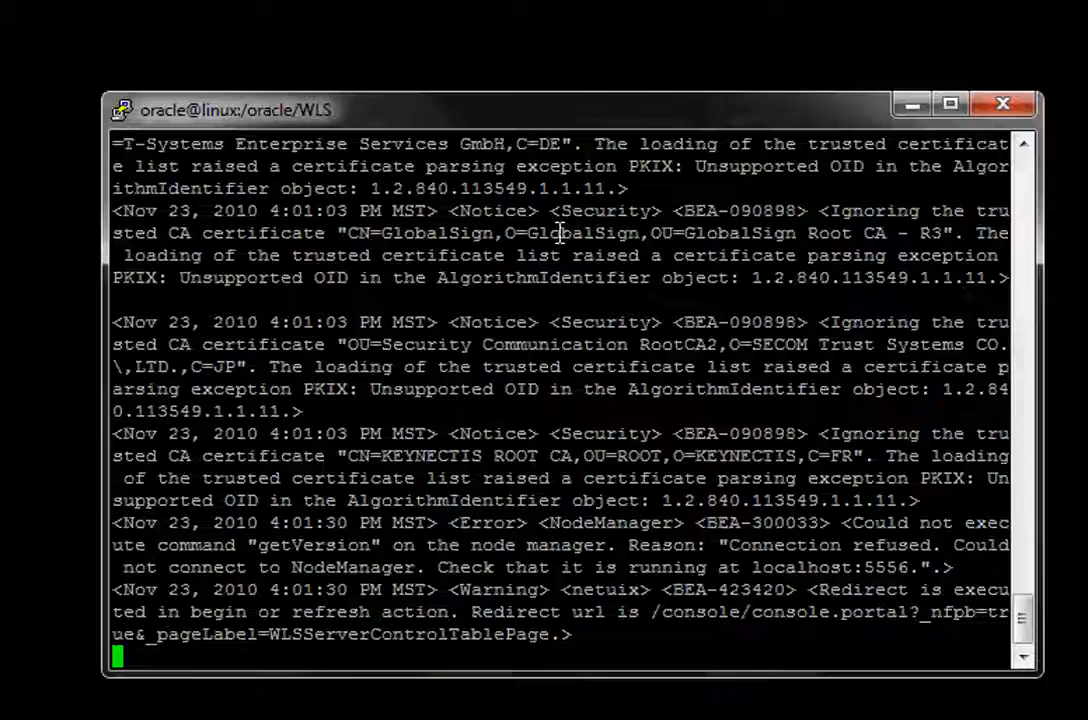 oracle@linux:/oracle/WLS
=T-Systems Enterprise Services GmbH,C=DE". The loading of the trusted certificat
e list raised a certificate parsing exception PKIX: Unsupported OID in the Algor
ithmIdentifier object: 1.2.840.113549.1.1.11.>
<Nov 23, 2010 4:01:03 PM MST> <Notice> <Security> <BEA-090898> <Ignoring the tru
sted CA certificate "CN=GlobalSign,O=GlobalSign,OU=GlobalSign Root CA - R3". The
 loading of the trusted certificate list raised a certificate parsing exception
PKIX: Unsupported OID in the AlgorithmIdentifier object: 1.2.840.113549.1.1.11.>
<Nov 23, 2010 4:01:03 PM MST> <Notice> <Security> <BEA-090898> <Ignoring the tru
sted CA certificate "OU=Security Communication RootCA2,O=SECOM Trust Systems CO.
\,LTD.,C=JP". The loading of the trusted certificate list raised a certificate p
arsing exception PKIX: Unsupported OID in the AlgorithmIdentifier object: 1.2.84
0.113549.1.1.11.>
<Nov 23, 2010 4:01:03 PM MST> <Notice> <Security> <BEA-090898> <Ignoring the tru
sted CA certificate "CN=KEYNECTIS ROOT CA,OU=ROOT,O=KEYNECTIS,C=FR". The loading
 of the trusted certificate list raised a certificate parsing exception PKIX: Un
supported OID in the AlgorithmIdentifier object: 1.2.840.113549.1.1.11.>
<Nov 23, 2010 4:01:30 PM MST> <Error> <NodeManager> <BEA-300033> <Could not exec
ute command "getVersion" on the node manager. Reason: "Connection refused. Could
 not connect to NodeManager. Check that it is running at localhost:5556.".>
<Nov 23, 2010 4:01:30 PM MST> <Warning> <netuix> <BEA-423420> <Redirect is execu
ted in begin or refresh action. Redirect url is /console/console.portal?_nfpb=tr
ue&_pageLabel=WLSServerControlTablePage.>